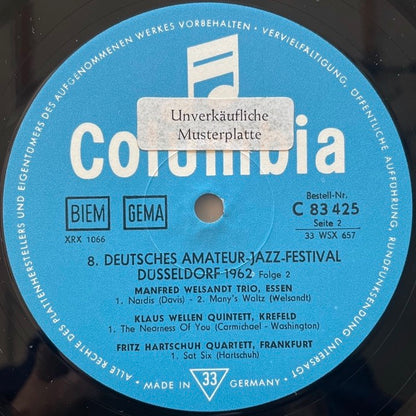 ALLE RECHTE DES PLATTENHERSTELLERS UND EIGENTÜMERS DES AUFGENOMMENEN WERKES VORBEHALTEN · VERVIELFÄLTIGUNG, ÖFFENTLICHE AUFFÜHRUNG, RUNDFUNKSENDUNG UNTERSAGT
Unverkäufliche
Musterplatte
Columbia
BIEM GEMA
XRX 1066
Bestell-Nr.
C 83 425
Seite 2
33 WSX 657
8. DEUTSCHES AMATEUR-JAZZ-FESTIVAL
DÜSSELDORF 1962 Folge 2
MANFRED WELSANDT TRIO, ESSEN
1. Nardis (Davis) - 2. Many's Waltz (Welsandt)
KLAUS WELLEN QUINTETT, KREFELD
1. The Nearness Of You (Carmichael - Washington)
FRITZ HARTSCHUH QUARTETT, FRANKFURT
1. Sat Six (Hartschuh)
MADE IN 33 GERMANY